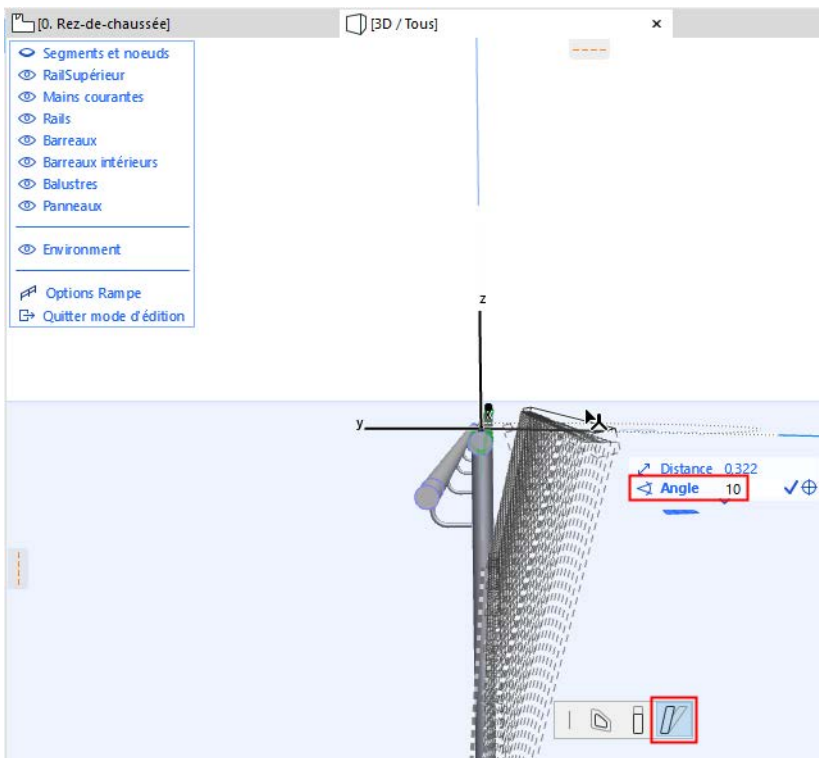 [0. Rez-de-chaussée]
[3D / Tous]
Segments et noeuds
RailSupérieur
Mains courantes
Rails
Barreaux
Barreaux intérieurs
Balustres
Panneaux
Environment
Options Rampe
Quitter mode d'édition
z
y
Distance 0,322
Angle 10